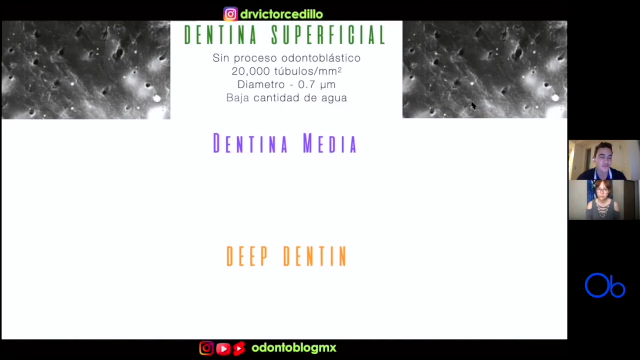 drvictorcedillo
DENTINA SUPERFICIAL
Sin proceso odontoblástico
20,000 túbulos/mm²
Diametro - 0.7 µm
Baja cantidad de agua
DENTINA MEDIA
DEEP DENTIN
Ob
odontoblogmx